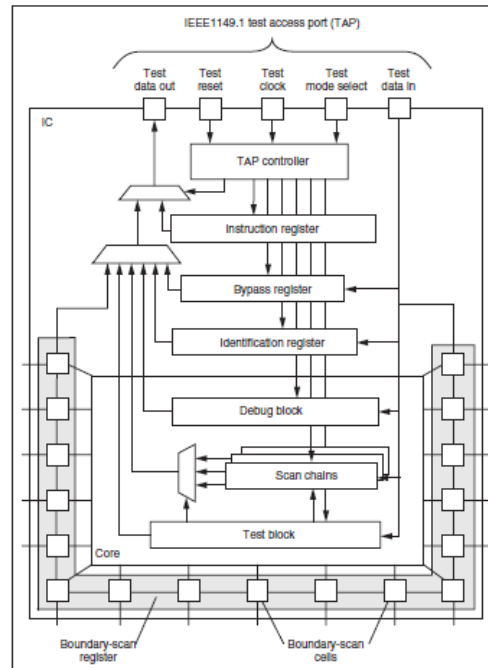 IEEE1149.1 test access port (TAP)
Test
data out
Test
reset
Test
clock
Test
mode select
Test
data in
IC
TAP controller
Instruction register
Bypass register
Identification register
Debug block
Scan chains
Test block
Core
Boundary-scan
register
Boundary-scan
cells